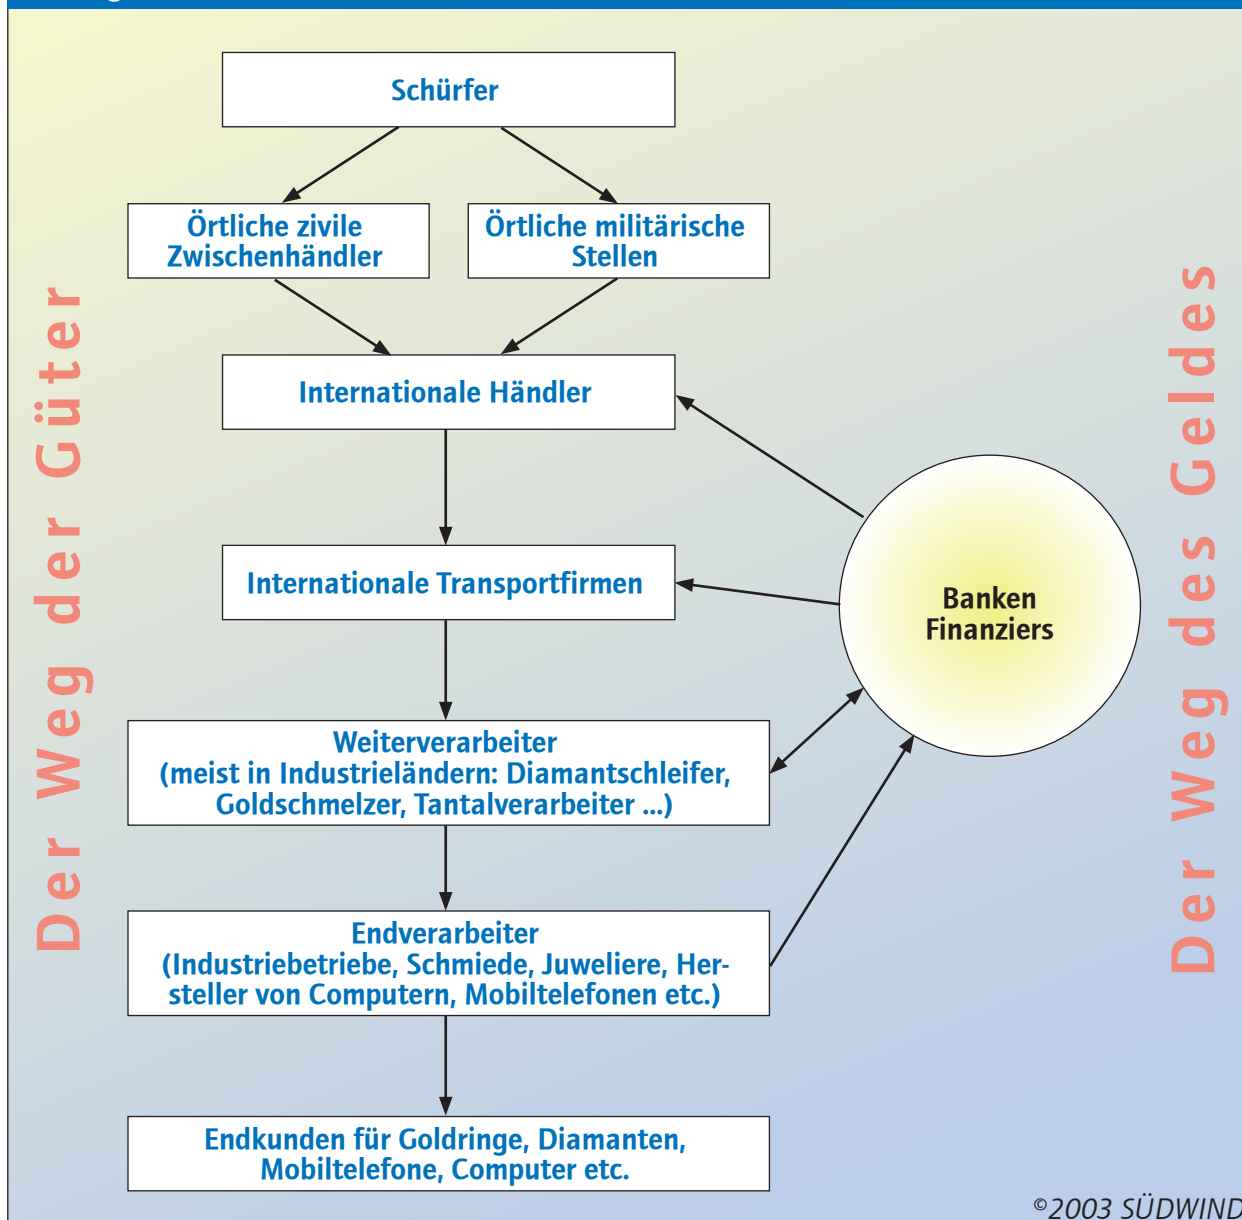 Schürfer
Örtliche zivile
Zwischenhändler
Örtliche militärische
Stellen
Internationale Händler
Internationale Transportfirmen
Banken
Finanziers
Weiterverarbeiter
(meist in Industrieländern: Diamantschleifer,
Goldschmelzer, Tantalverarbeiter ...)
Endverarbeiter
(Industriebetriebe, Schmiede, Juweliere, Her-
steller von Computern, Mobiltelefonen etc.)
Endkunden für Goldringe, Diamanten,
Mobiltelefone, Computer etc.
Der Weg der Güter
Der Weg des Geldes
©2003 SÜDWIND